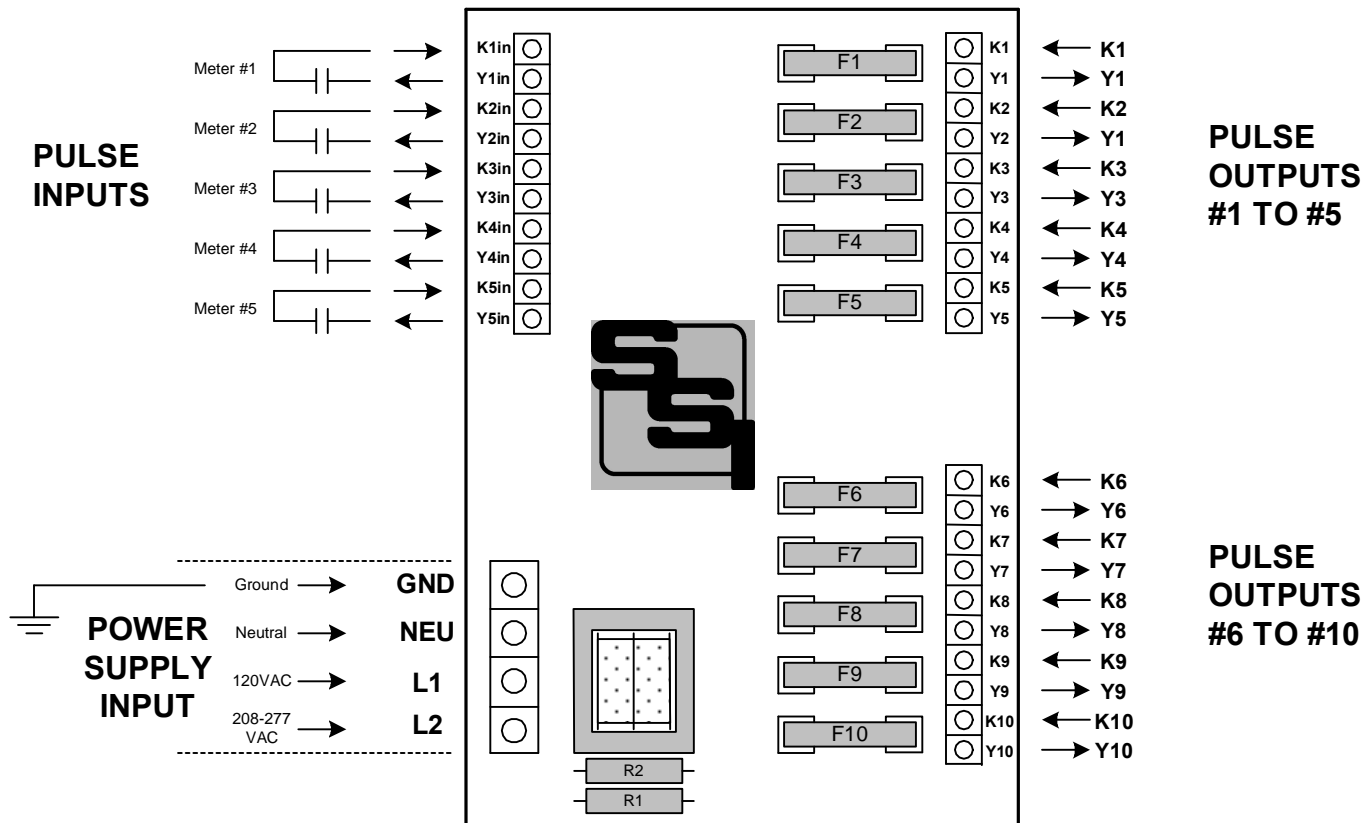 PULSE
INPUTS
Meter #1
Meter #2
Meter #3
Meter #4
Meter #5
K1in
Y1in
K2in
Y2in
K3in
Y3in
K4in
Y4in
K5in
Y5in
F1
F2
F3
F4
F5
K1
Y1
K2
Y2
K3
Y3
K4
Y4
K5
Y5
K1
Y1
K2
Y1
K3
Y3
K4
Y4
K5
Y5
PULSE
OUTPUTS
#1 TO #5
SSI
POWER
SUPPLY
INPUT
Ground
Neutral
120VAC
208-277
VAC
GND
NEU
L1
L2
R2
R1
F6
F7
F8
F9
F10
K6
Y6
K7
Y7
K8
Y8
K9
Y9
K10
Y10
K6
Y6
K7
Y7
K8
Y8
K9
Y9
K10
Y10
PULSE
OUTPUTS
#6 TO #10